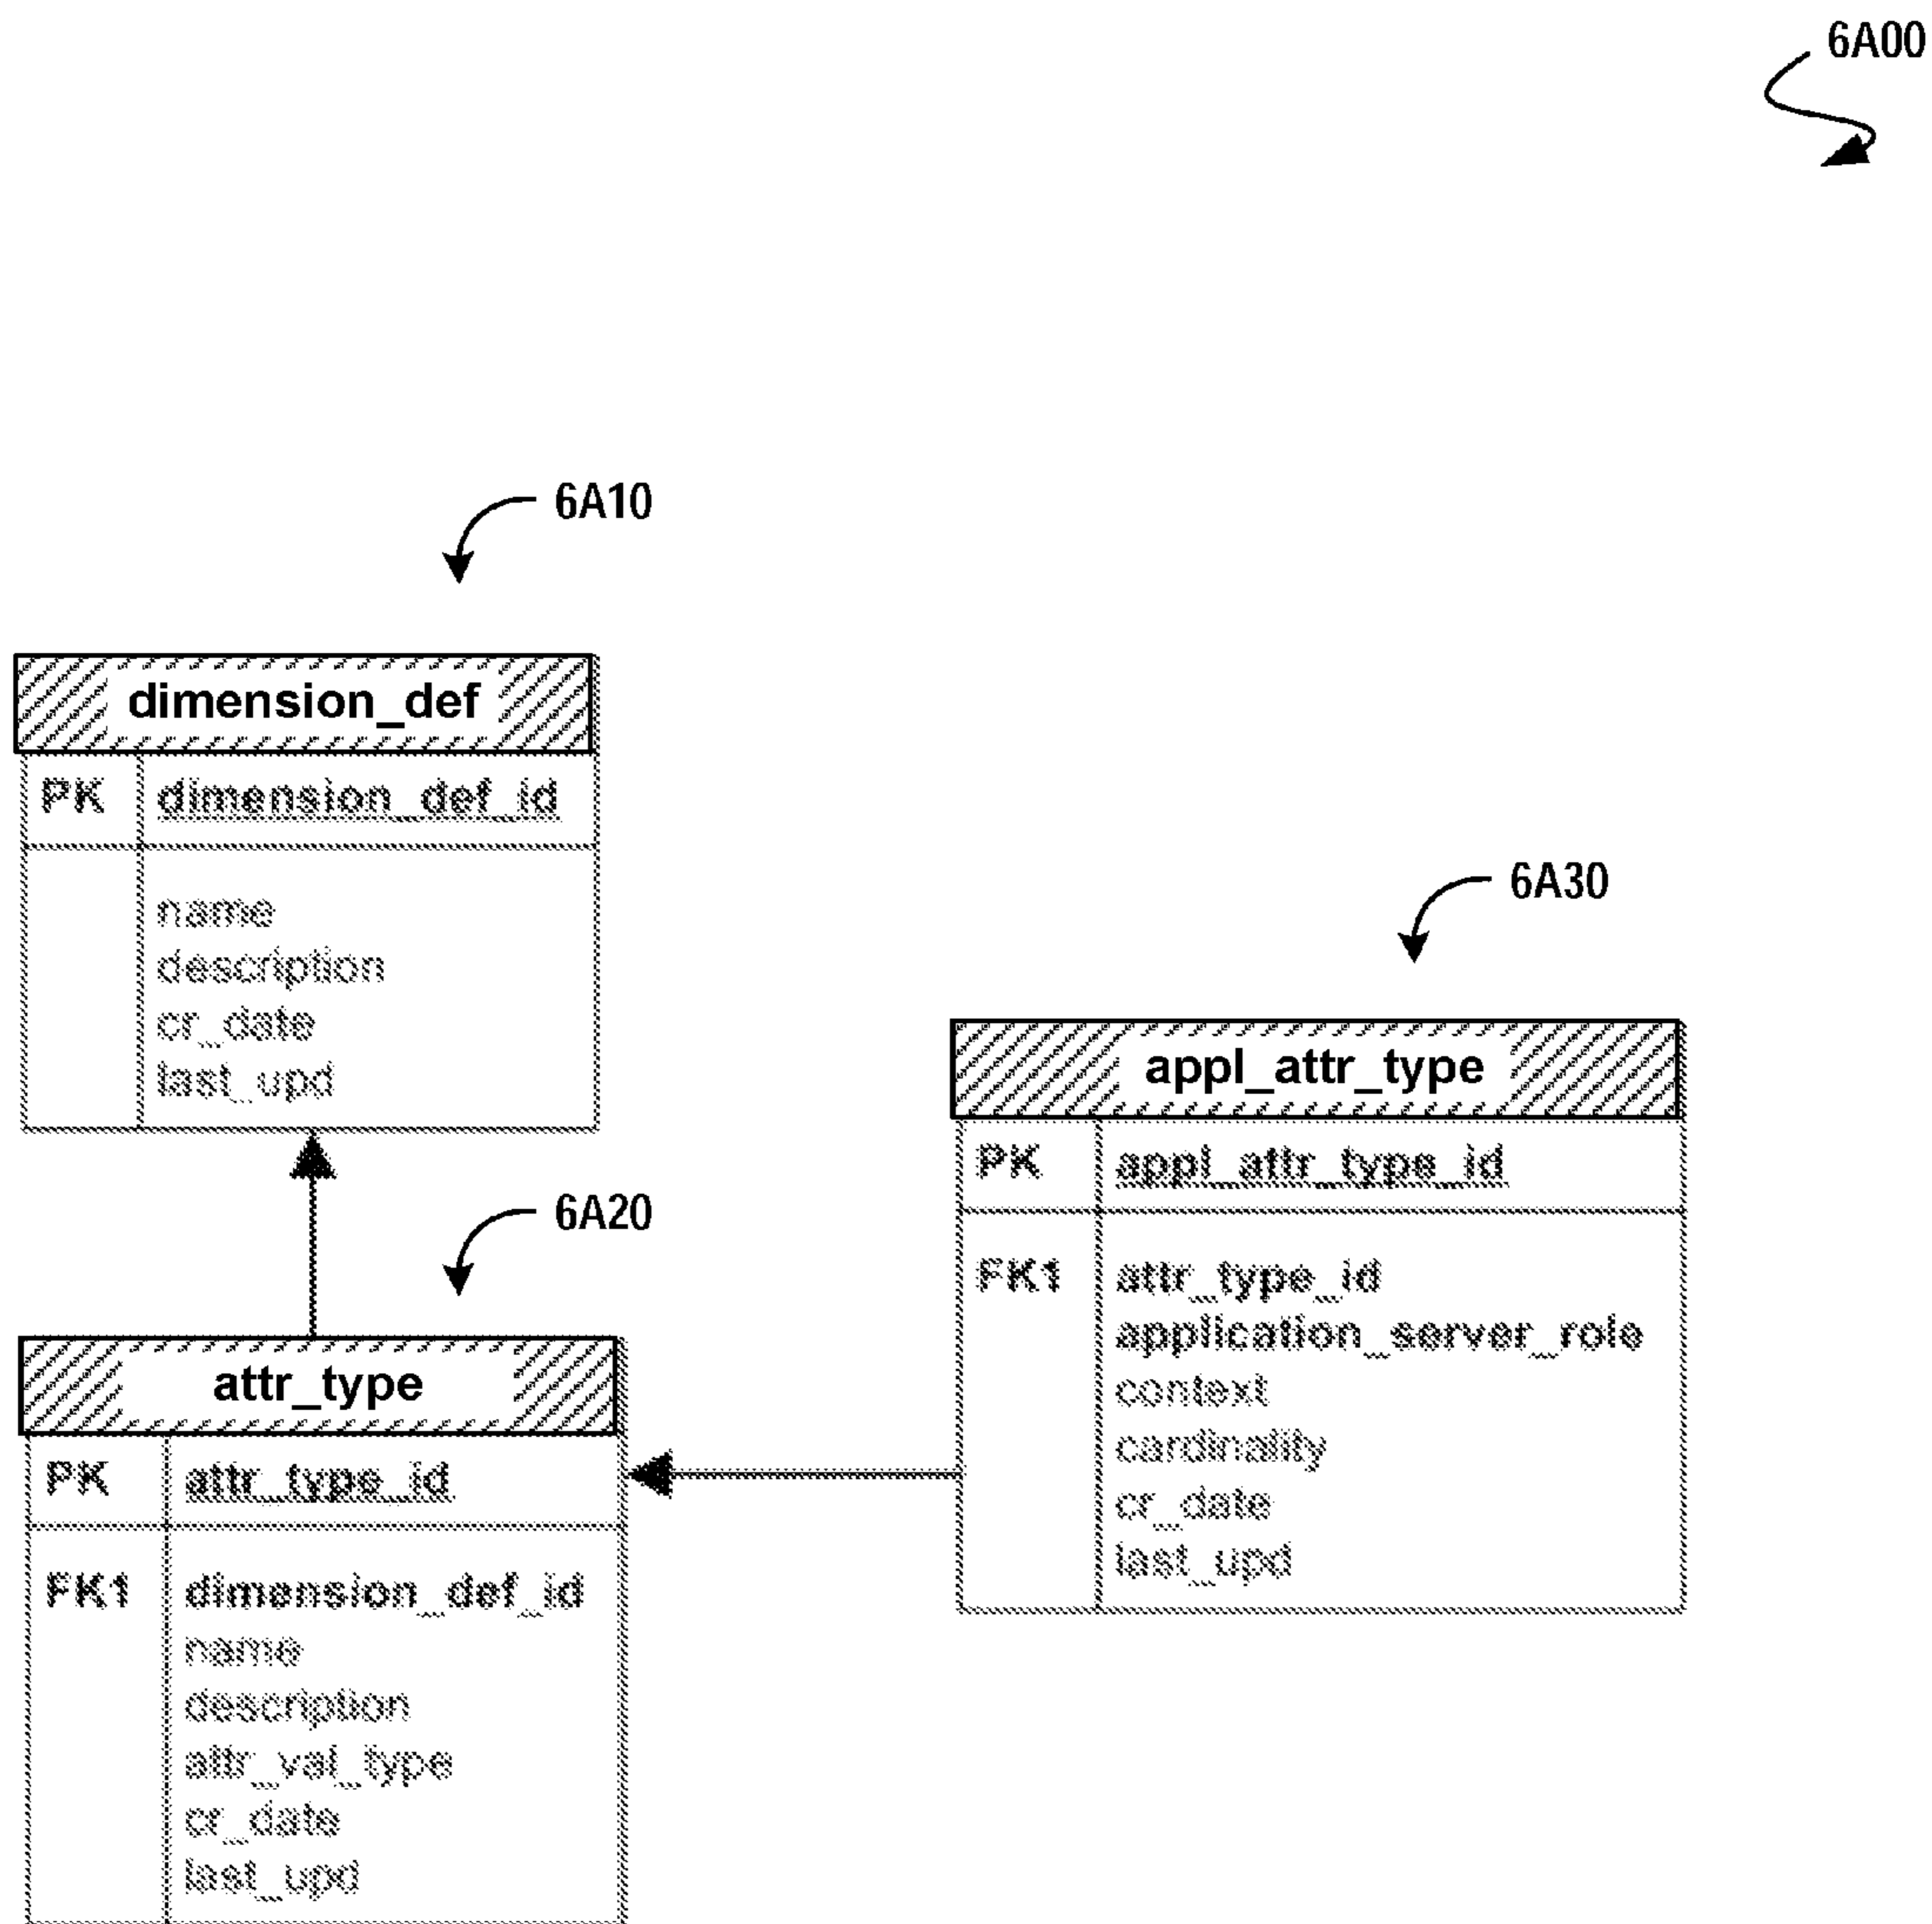 6A00
6A10
dimension_def
PK dimension_def_id
name
description
cr_date
last_upd
6A30
appl_attr_type
PK appl_attr_type_id
FK1 attr_type_id
application_server_role
context
cardinality
cr_date
last_upd
6A20
attr_type
PK attr_type_id
FK1 dimension_def_id
name
description
attr_val_type
cr_date
last_upd